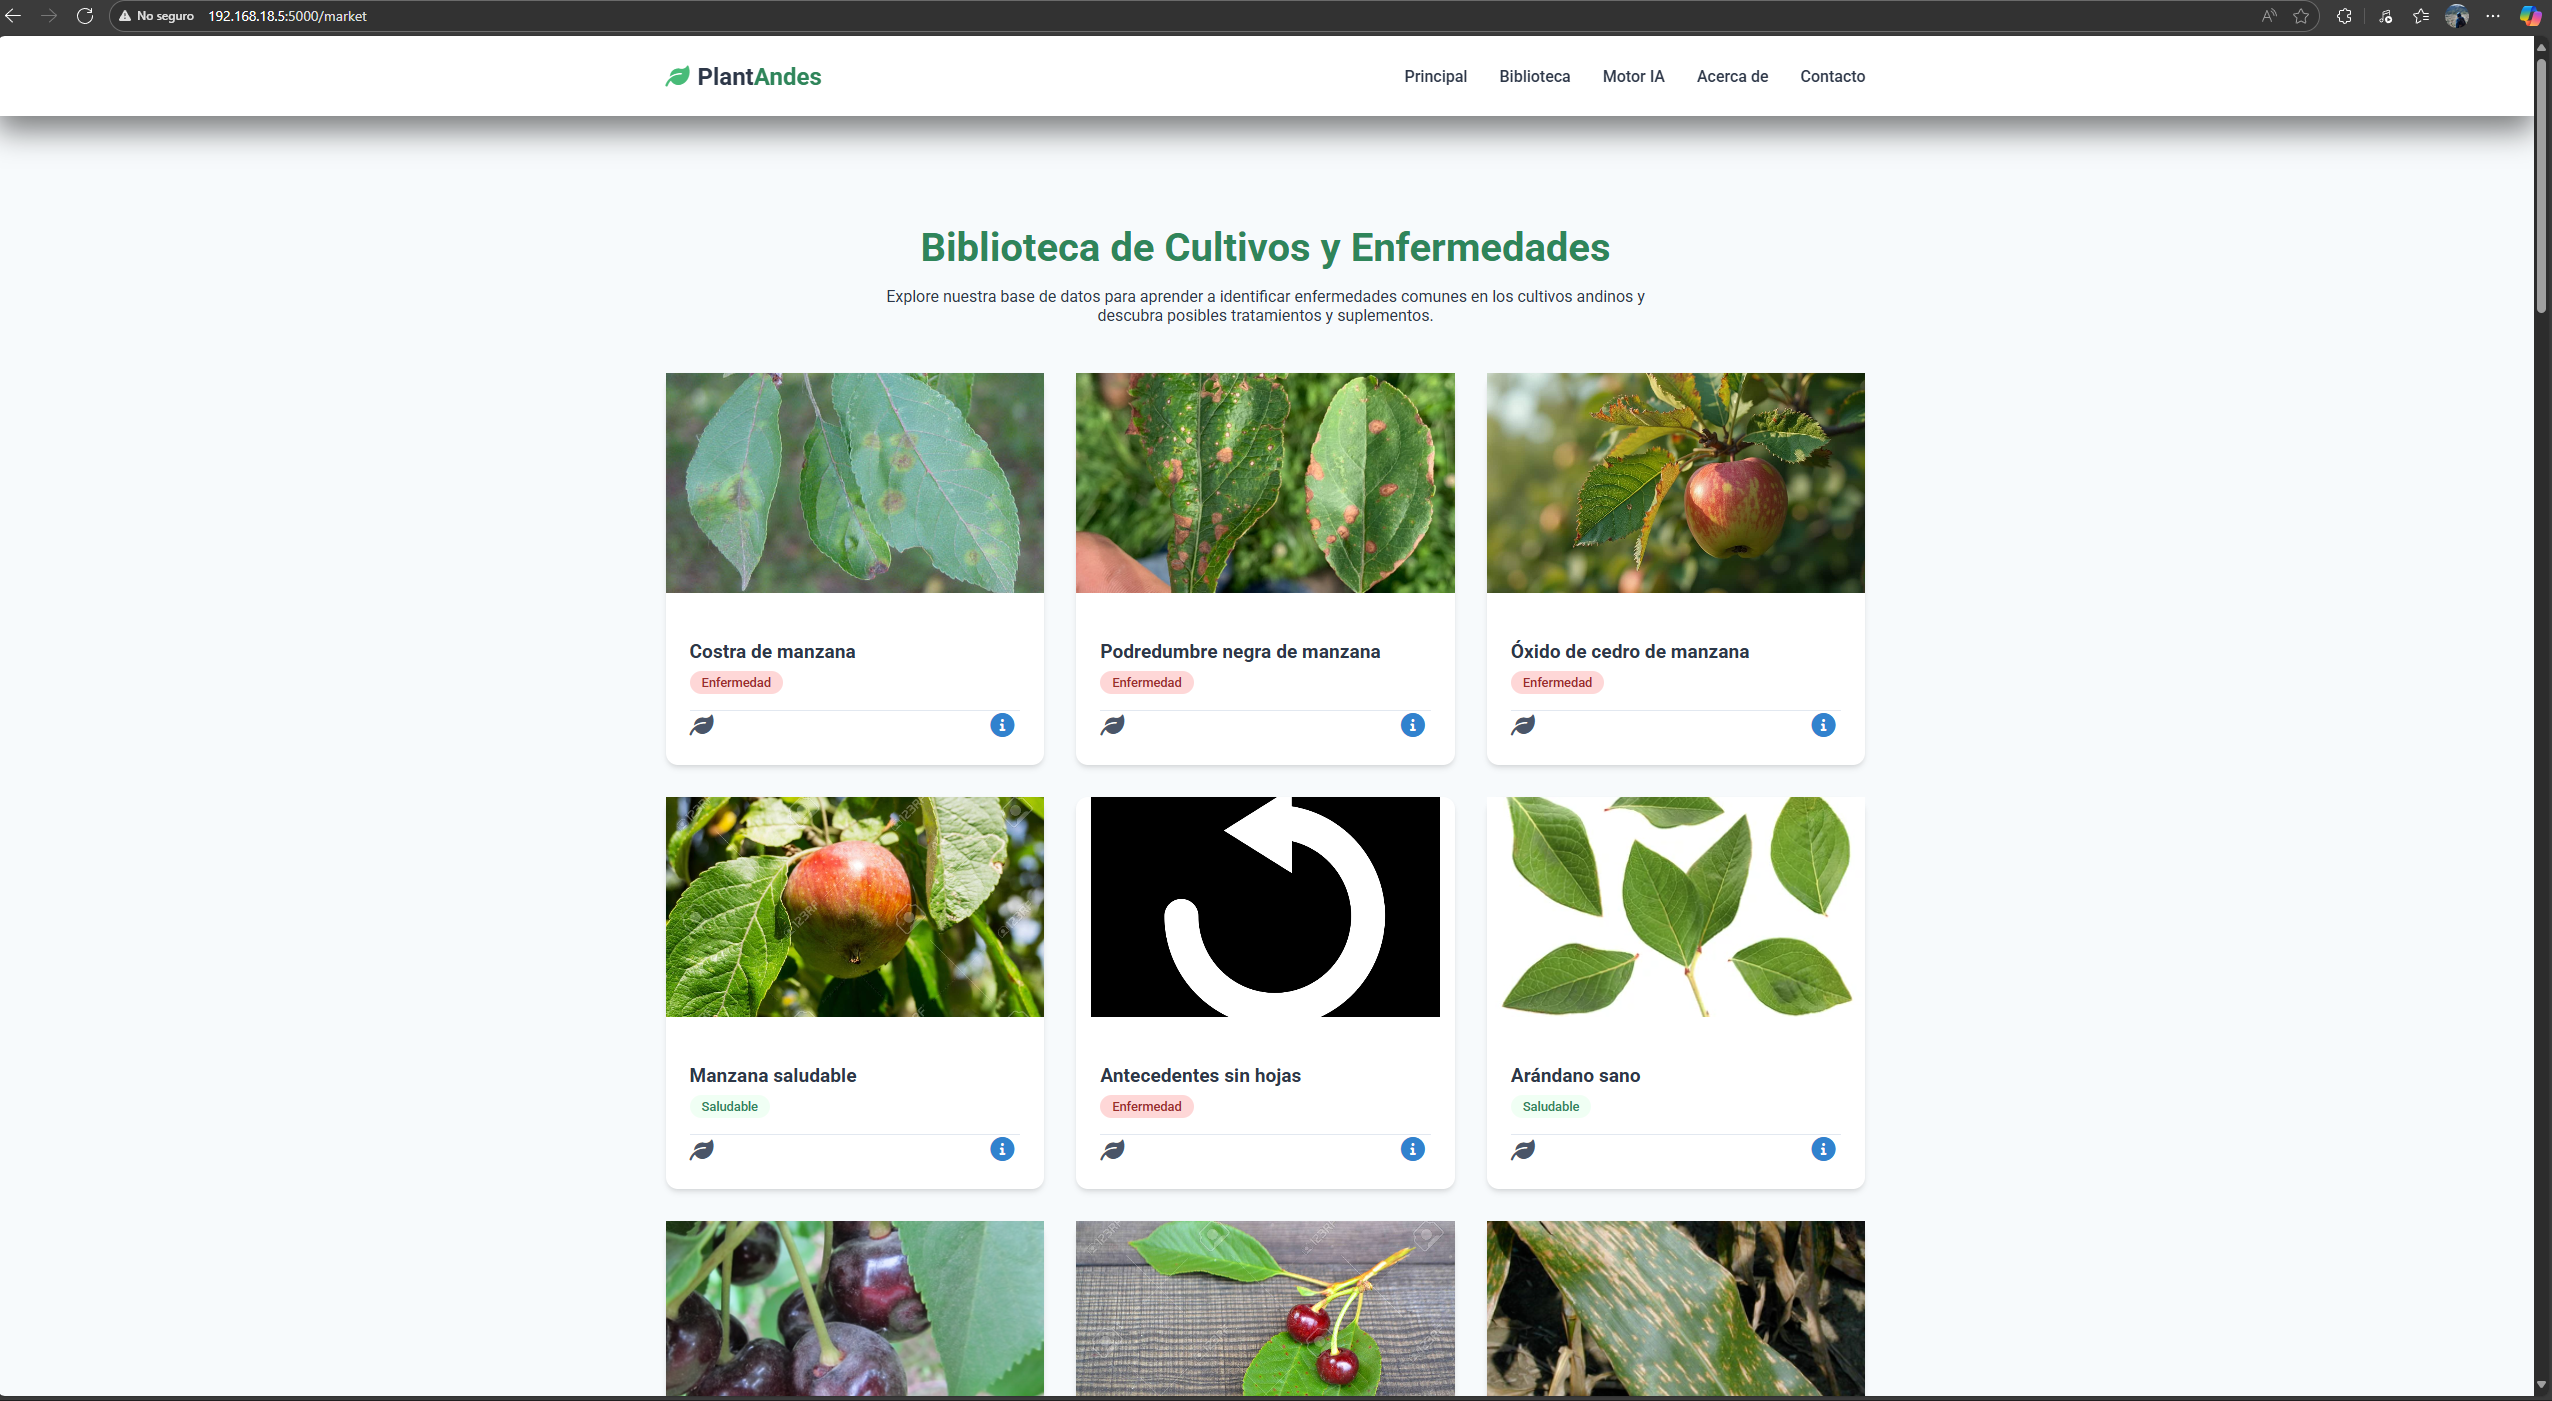 No seguro 192.168.18.5:5000/market
PlantAndes
Principal Biblioteca Motor IA Acerca de Contacto
Biblioteca de Cultivos y Enfermedades
Explore nuestra base de datos para aprender a identificar enfermedades comunes en los cultivos andinos y
descubra posibles tratamientos y suplementos.
Costra de manzana
Enfermedad
Podredumbre negra de manzana
Enfermedad
Óxido de cedro de manzana
Enfermedad
Manzana saludable
Saludable
Antecedentes sin hojas
Enfermedad
Arándano sano
Saludable